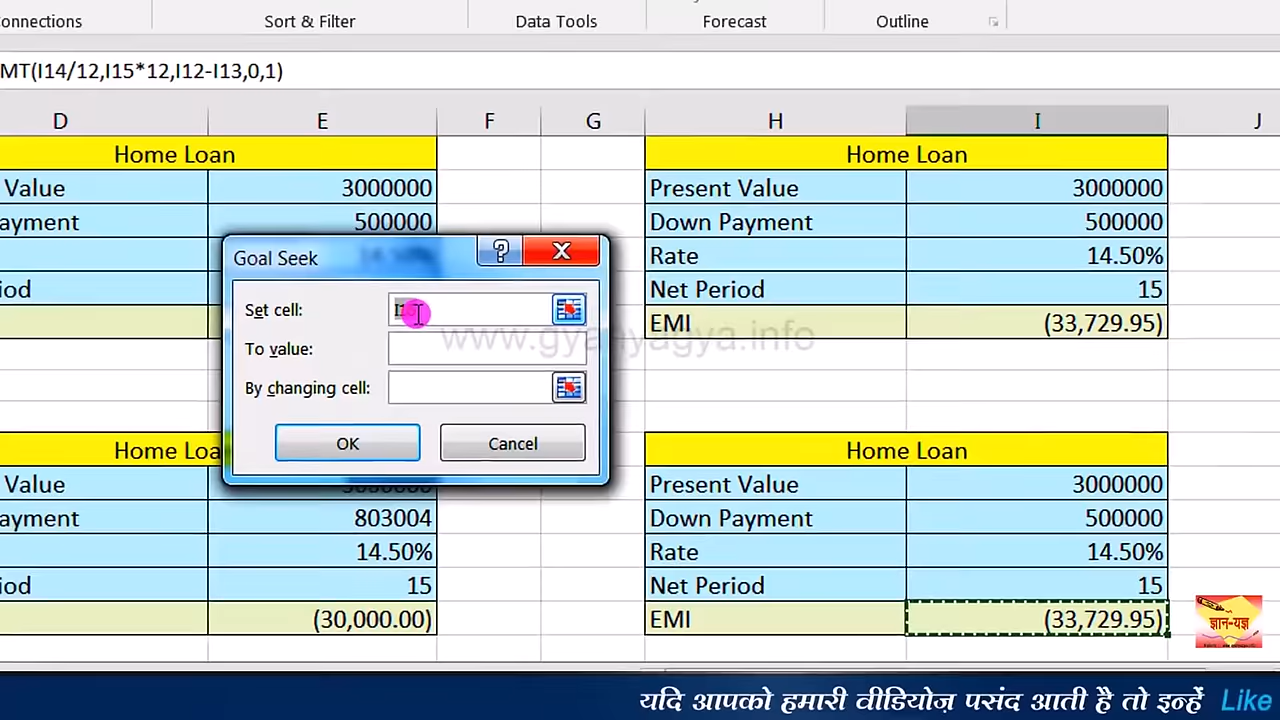 onnections Sort & Filter Data Tools Forecast Outline
MT(I14/12,I15*12,I12-I13,0,1)
D E F G H I J
Home Loan Home Loan
Value 3000000 Present Value 3000000
ayment 500000 Down Payment 500000
14.50% Rate 14.50%
iod Net Period 15
EMI (33,729.95)
Goal Seek
Set cell:
To value:
By changing cell:
OK Cancel
www.gyanyagya.info
Home Loa Home Loan
Value 3000000 Present Value 3000000
ayment 803004 Down Payment 500000
14.50% Rate 14.50%
iod 15 Net Period 15
(30,000.00) EMI (33,729.95)
ज्ञान-यज्ञ
यदि आपको हमारी वीडियोज़ पसंद आती है तो इन्हें Like